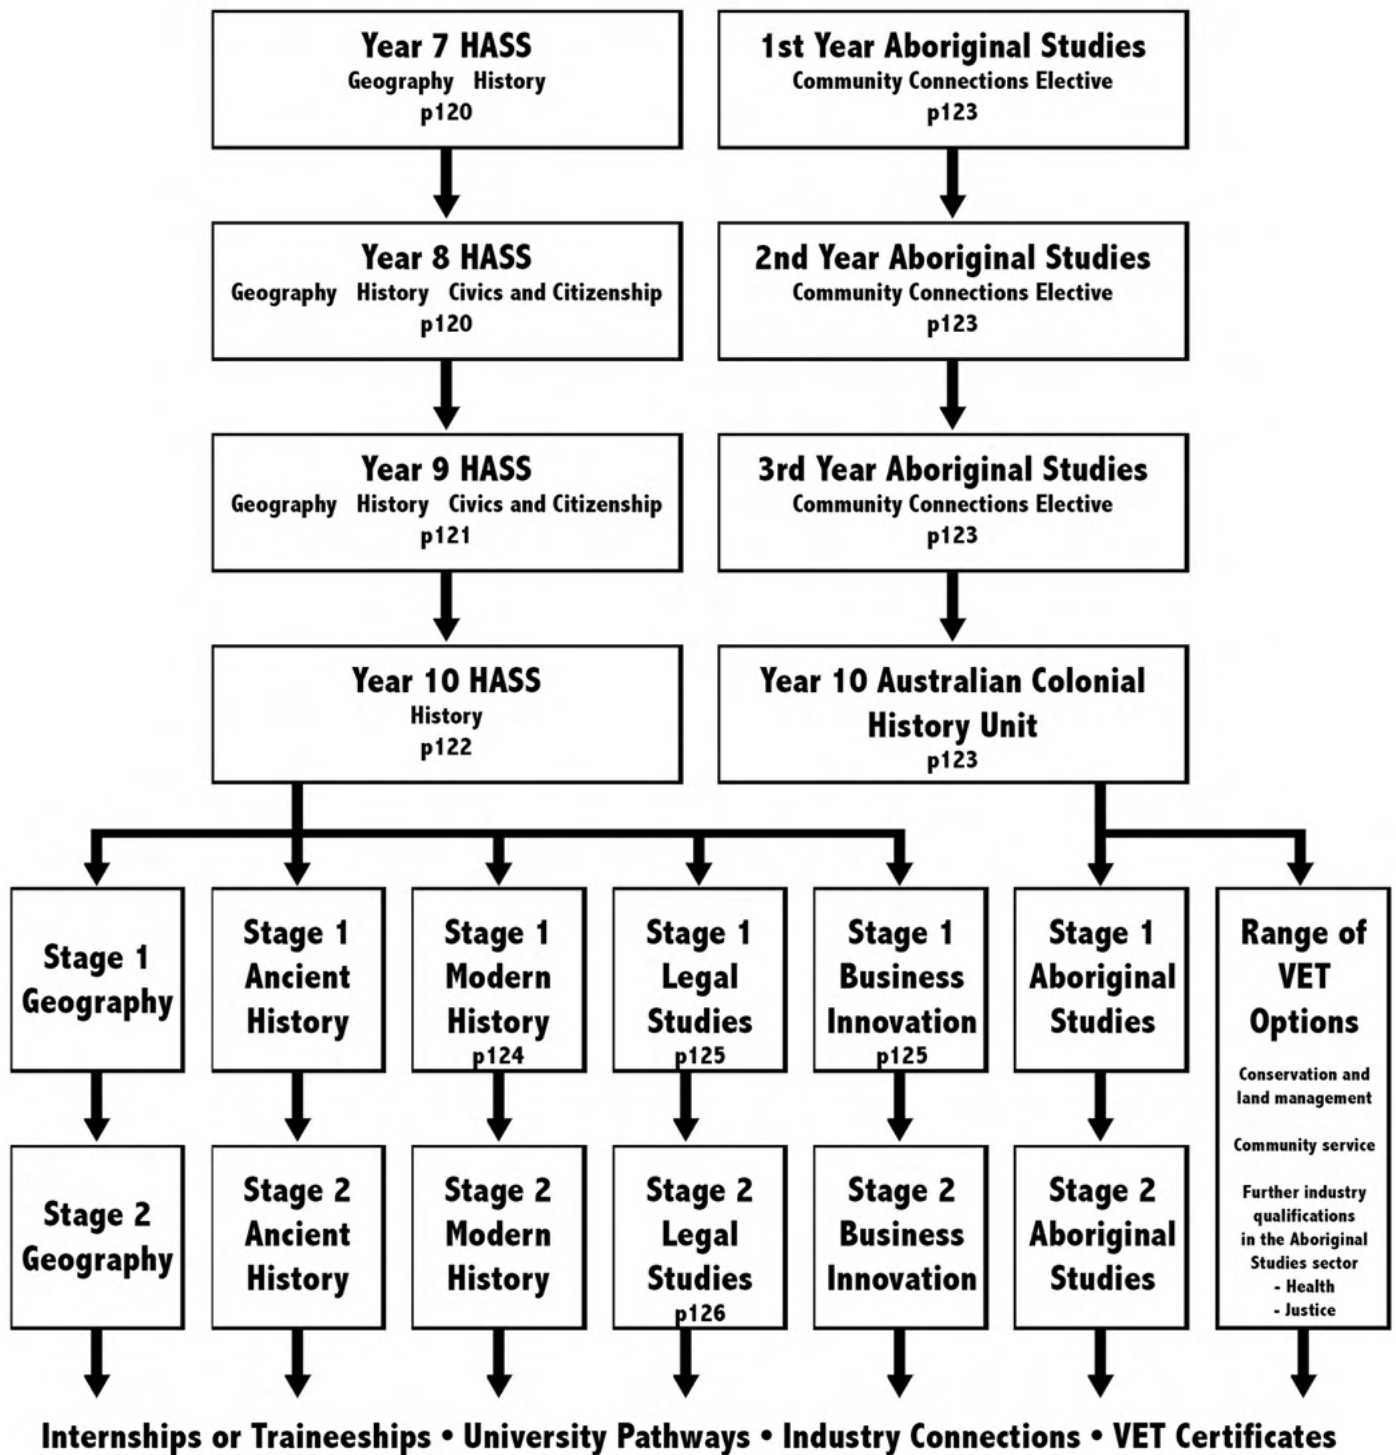 Year 7 HASS
Geography History
p120
1st Year Aboriginal Studies
Community Connections Elective
p123
Year 8 HASS
Geography History Civics and Citizenship
p120
2nd Year Aboriginal Studies
Community Connections Elective
p123
Year 9 HASS
Geography History Civics and Citizenship
p121
3rd Year Aboriginal Studies
Community Connections Elective
p123
Year 10 HASS
History
p122
Year 10 Australian Colonial
History Unit
p123
Stage 1
Geography
Stage 1
Ancient
History
Stage 1
Modern
History
p124
Stage 1
Legal
Studies
p125
Stage 1
Business
Innovation
p125
Stage 1
Aboriginal
Studies
Range of
VET
Options
Conservation and
land management
Community service
Further industry
qualifications
in the Aboriginal
Studies sector
- Health
- Justice
Stage 2
Geography
Stage 2
Ancient
History
Stage 2
Modern
History
Stage 2
Legal
Studies
p126
Stage 2
Business
Innovation
Stage 2
Aboriginal
Studies
Internships or Traineeships • University Pathways • Industry Connections • VET Certificates